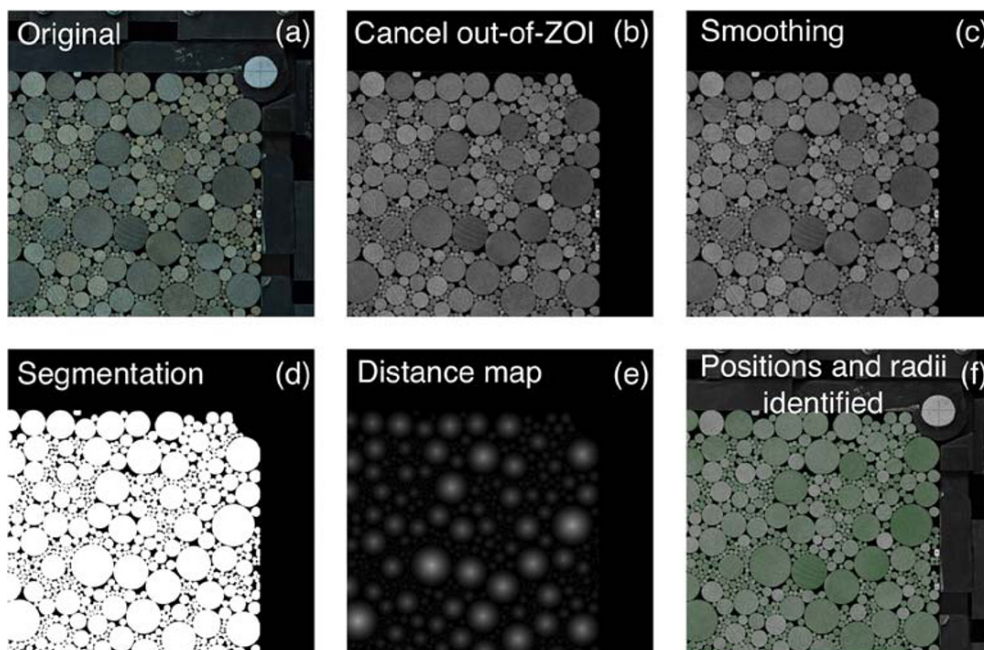 Original (a)
Cancel out-of-ZOI (b)
Smoothing (c)
Segmentation (d)
Distance map (e)
Positions and radii (f)
identified